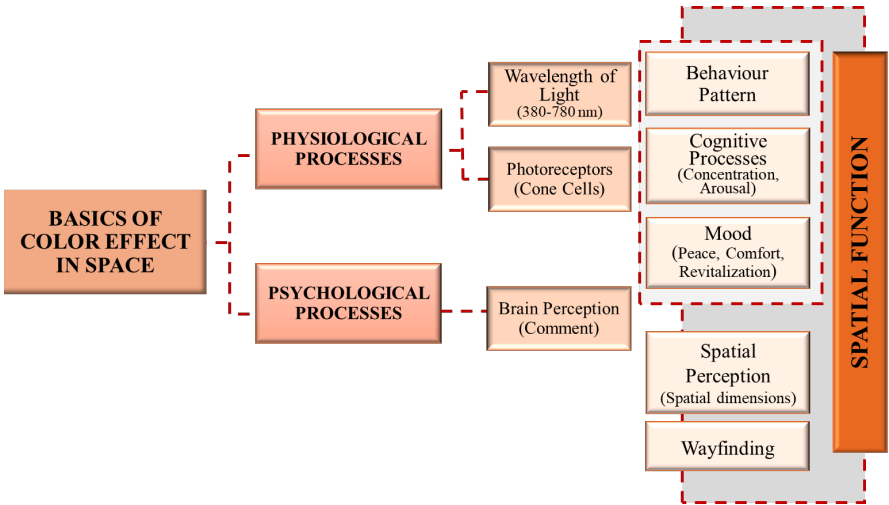 BASICS OF
COLOR EFFECT
IN SPACE
PHYSIOLOGICAL
PROCESSES
PSYCHOLOGICAL
PROCESSES
Wavelength of
Light
(380-780 nm)
Photoreceptors
(Cone Cells)
Brain Perception
(Comment)
Behaviour
Pattern
Cognitive
Processes
(Concentration,
Arousal)
Mood
(Peace, Comfort,
Revitalization)
Spatial
Perception
(Spatial dimensions)
Wayfinding
SPATIAL FUNCTION